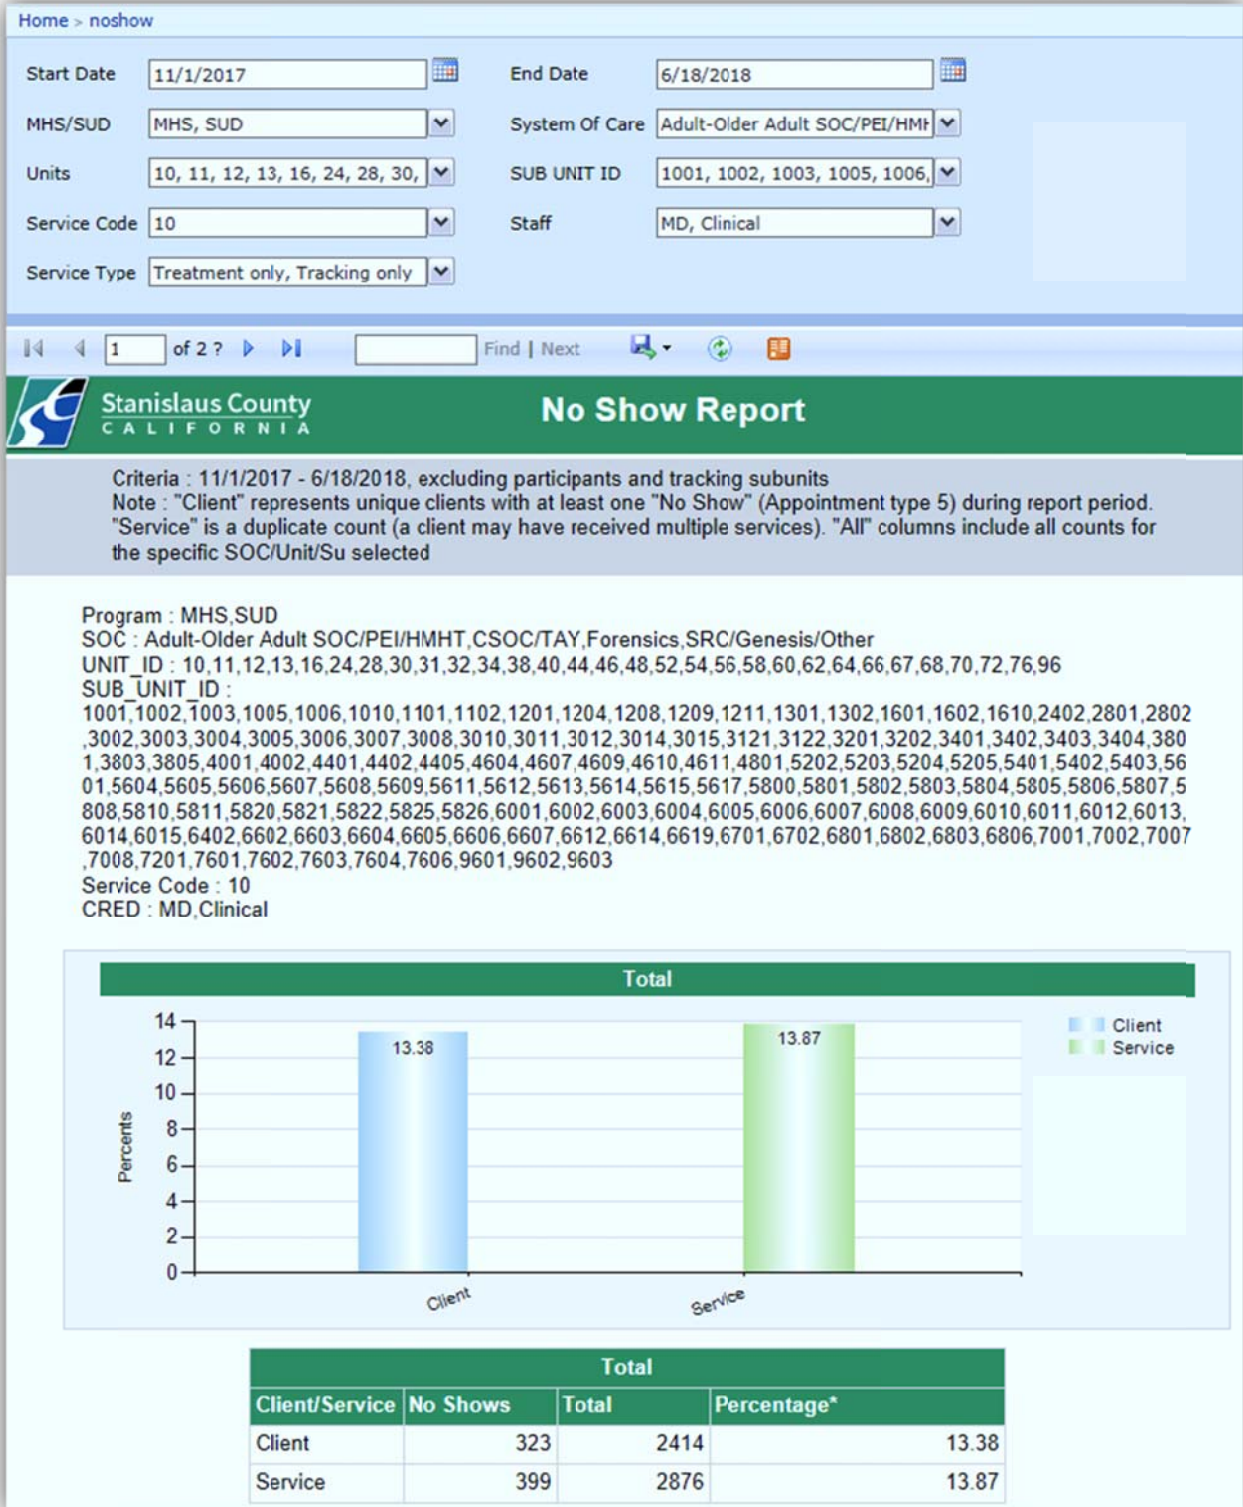 Home > noshow
Start Date 11/1/2017 End Date 6/18/2018
MHS/SUD MHS, SUD System Of Care Adult-Older Adult SOC/PEI/HMH
Units 10, 11, 12, 13, 16, 24, 28, 30, SUB UNIT ID 1001, 1002, 1003, 1005, 1006,
Service Code 10 Staff MD, Clinical
Service Type Treatment only, Tracking only
1 of 2 ? Find | Next
Stanislaus County
CALIFORNIA
No Show Report
Criteria : 11/1/2017 - 6/18/2018, excluding participants and tracking subunits
Note : "Client" represents unique clients with at least one "No Show" (Appointment type 5) during report period.
"Service" is a duplicate count (a client may have received multiple services). "All" columns include all counts for
the specific SOC/Unit/Su selected
Program : MHS,SUD
SOC : Adult-Older Adult SOC/PEI/HMHT,CSOC/TAY,Forensics,SRC/Genesis/Other
UNIT_ID : 10,11,12,13,16,24,28,30,31,32,34,38,40,44,46,48,52,54,56,58,60,62,64,66,67,68,70,72,76,96
SUB_UNIT_ID :
1001,1002,1003,1005,1006,1010,1101,1102,1201,1204,1208,1209,1211,1301,1302,1601,1602,1610,2402,2801,2802
,3002,3003,3004,3005,3006,3007,3008,3010,3011,3012,3014,3015,3121,3122,3201,3202,3401,3402,3403,3404,380
1,3803,3805,4001,4002,4401,4402,4405,4604,4607,4609,4610,4611,4801,5202,5203,5204,5205,5401,5402,5403,56
01,5604,5605,5606,5607,5608,5609,5611,5612,5613,5614,5615,5617,5800,5801,5802,5803,5804,5805,5806,5807,5
808,5810,5811,5820,5821,5822,5825,5826,6001,6002,6003,6004,6005,6006,6007,6008,6009,6010,6011,6012,6013,
6014,6015,6402,6602,6603,6604,6605,6606,6607,6612,6614,6619,6701,6702,6801,6802,6803,6806,7001,7002,7007
,7008,7201,7601,7602,7603,7604,7606,9601,9602,9603
Service Code : 10
CRED : MD,Clinical
Total
14
12
10
8
6
4
2
0
Percents
13.38
13.87
Client
Service
Client
Service
Total
Client/Service No Shows Total Percentage*
Client 323 2414 13.38
Service 399 2876 13.87